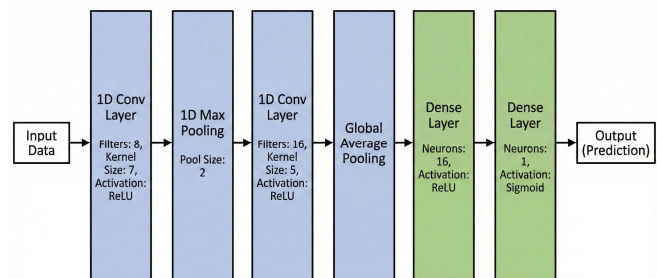 Input
Data
1D Conv
Layer
Filters: 8,
Kernel
Size: 7,
Activation:
ReLU
1D Max
Pooling
Pool Size:
2
1D Conv
Layer
Filters: 16,
Kernel
Size: 5,
Activation:
ReLU
Global
Average
Pooling
Dense
Layer
Neurons:
16,
Activation:
ReLU
Dense
Layer
Neurons:
1,
Activation:
Sigmoid
Output
(Prediction)